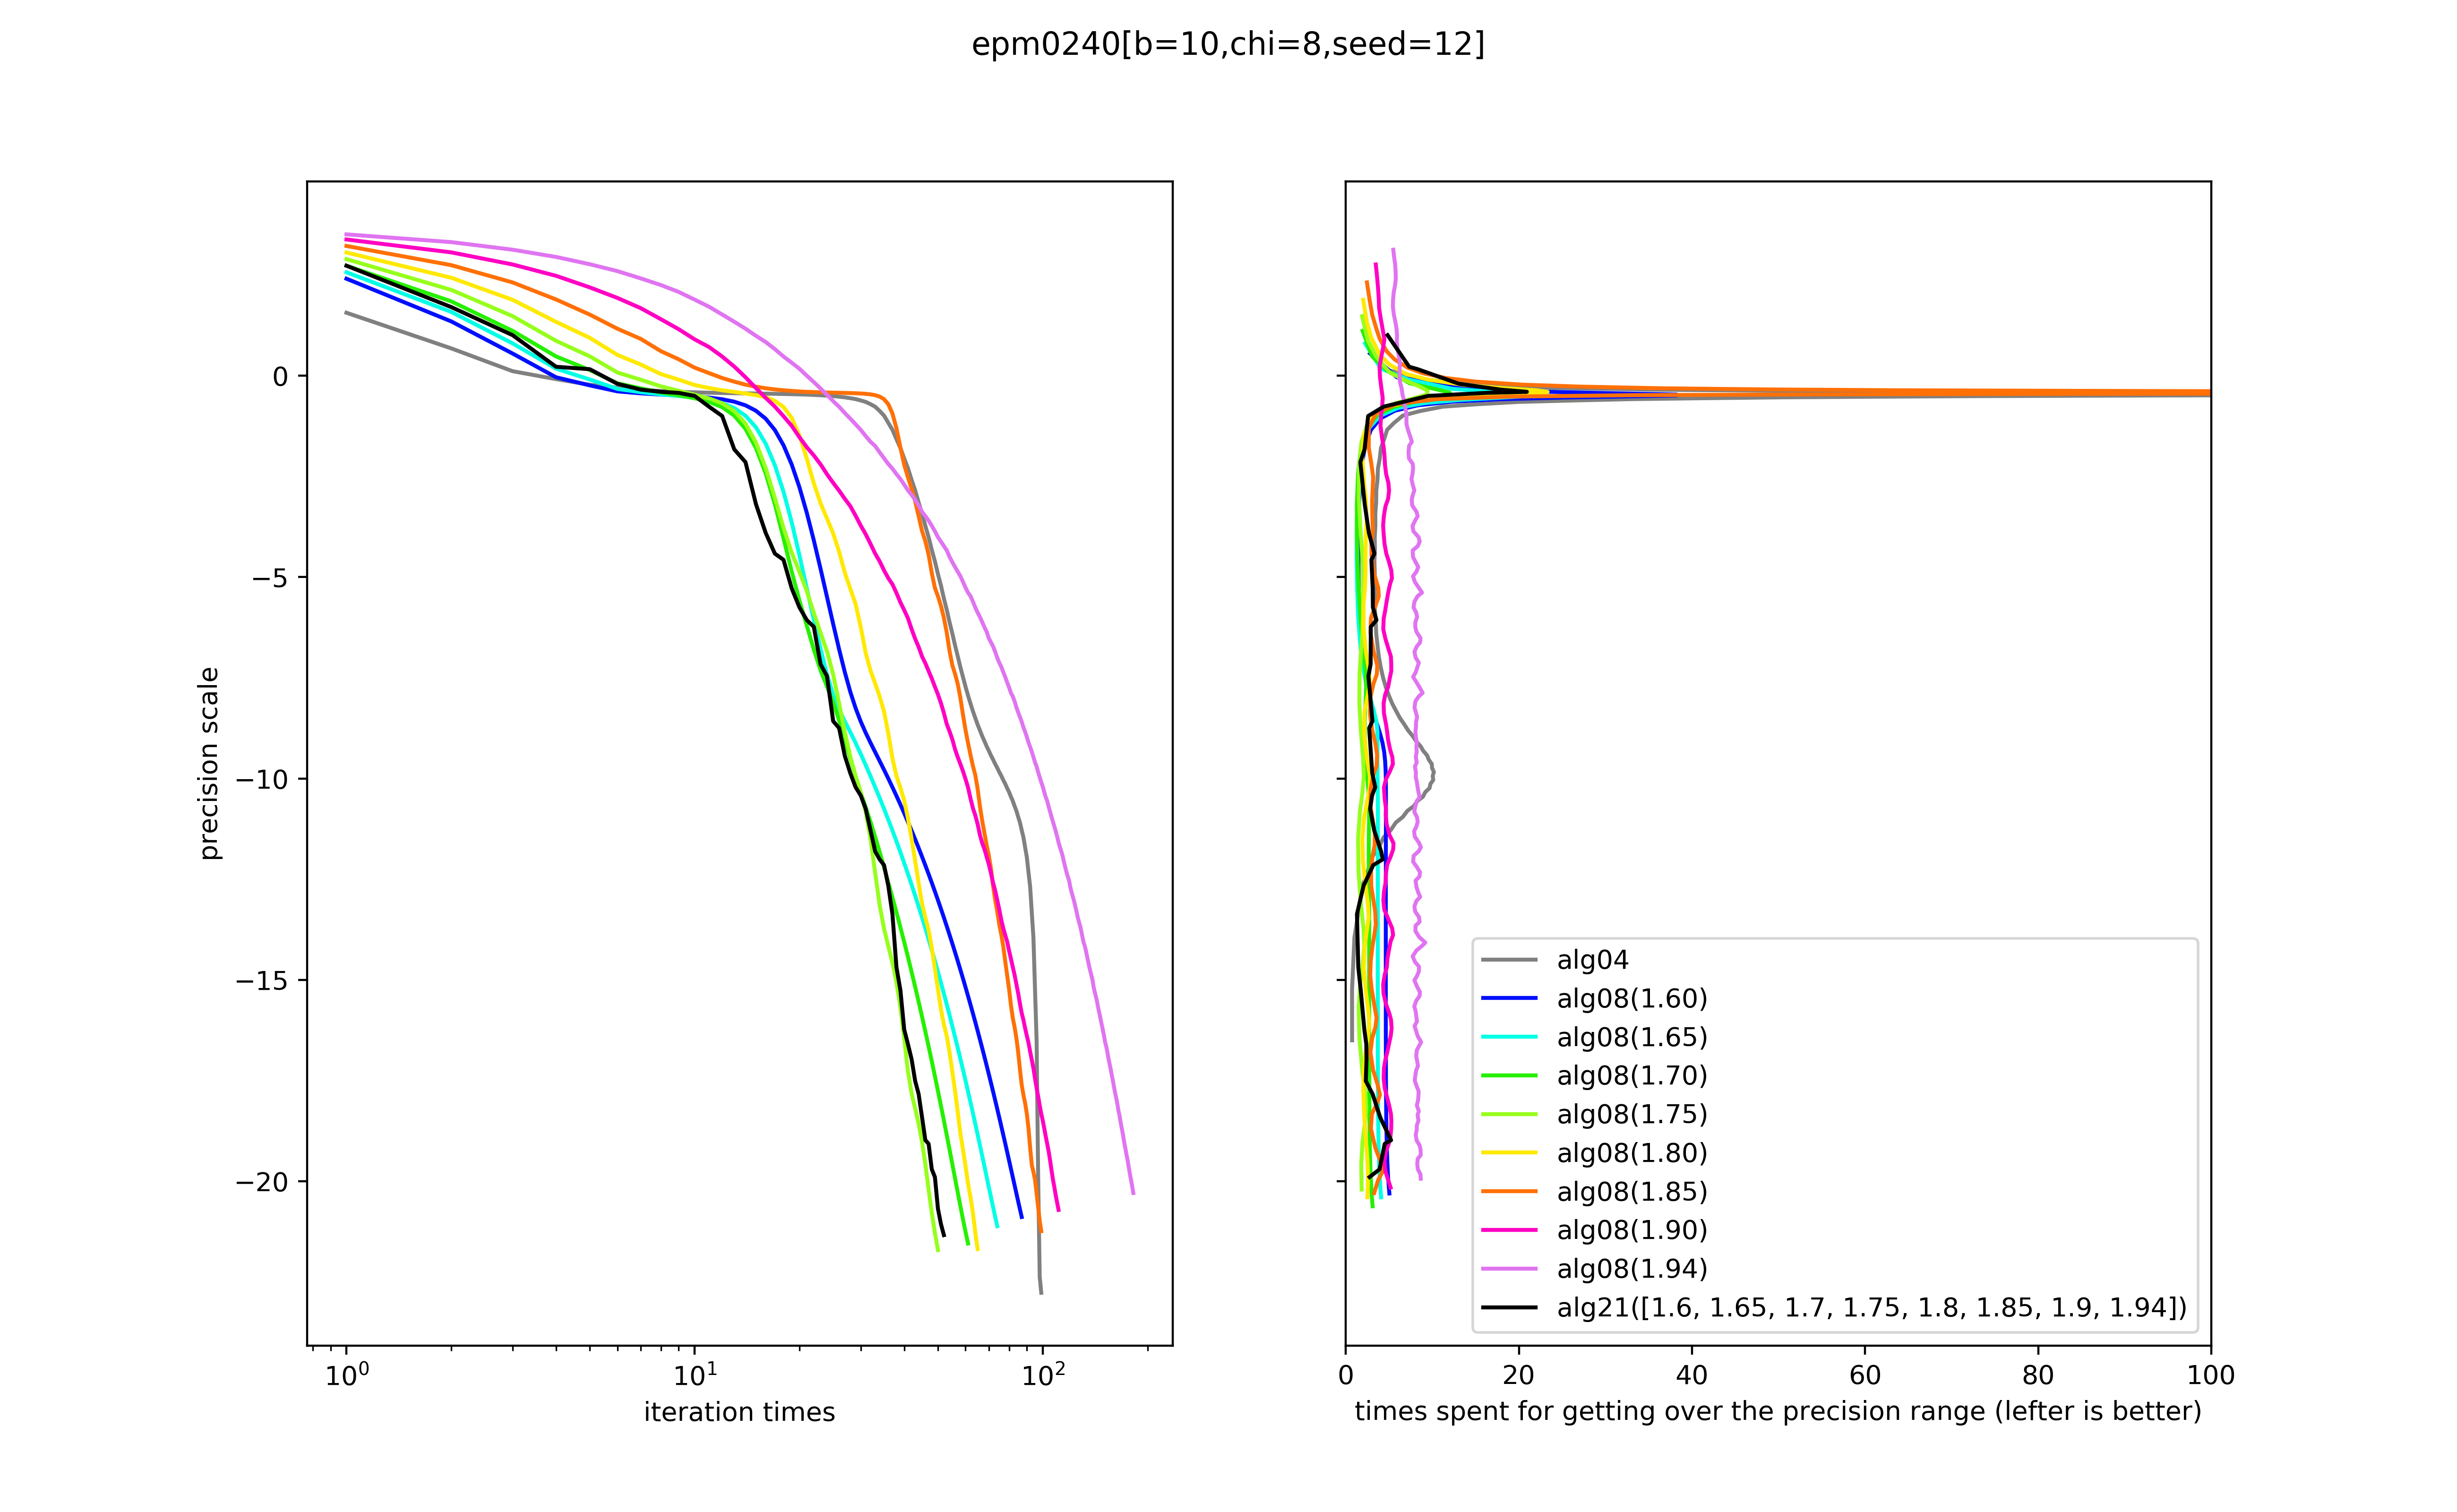 epm0240[b=10,chi=8,seed=12]
precision scale
0
−5
−10
−15
−20
10⁰
10¹
10²
iteration times
alg04
alg08(1.60)
alg08(1.65)
alg08(1.70)
alg08(1.75)
alg08(1.80)
alg08(1.85)
alg08(1.90)
alg08(1.94)
alg21([1.6, 1.65, 1.7, 1.75, 1.8, 1.85, 1.9, 1.94])
0 20 40 60 80 100
times spent for getting over the precision range (lefter is better)